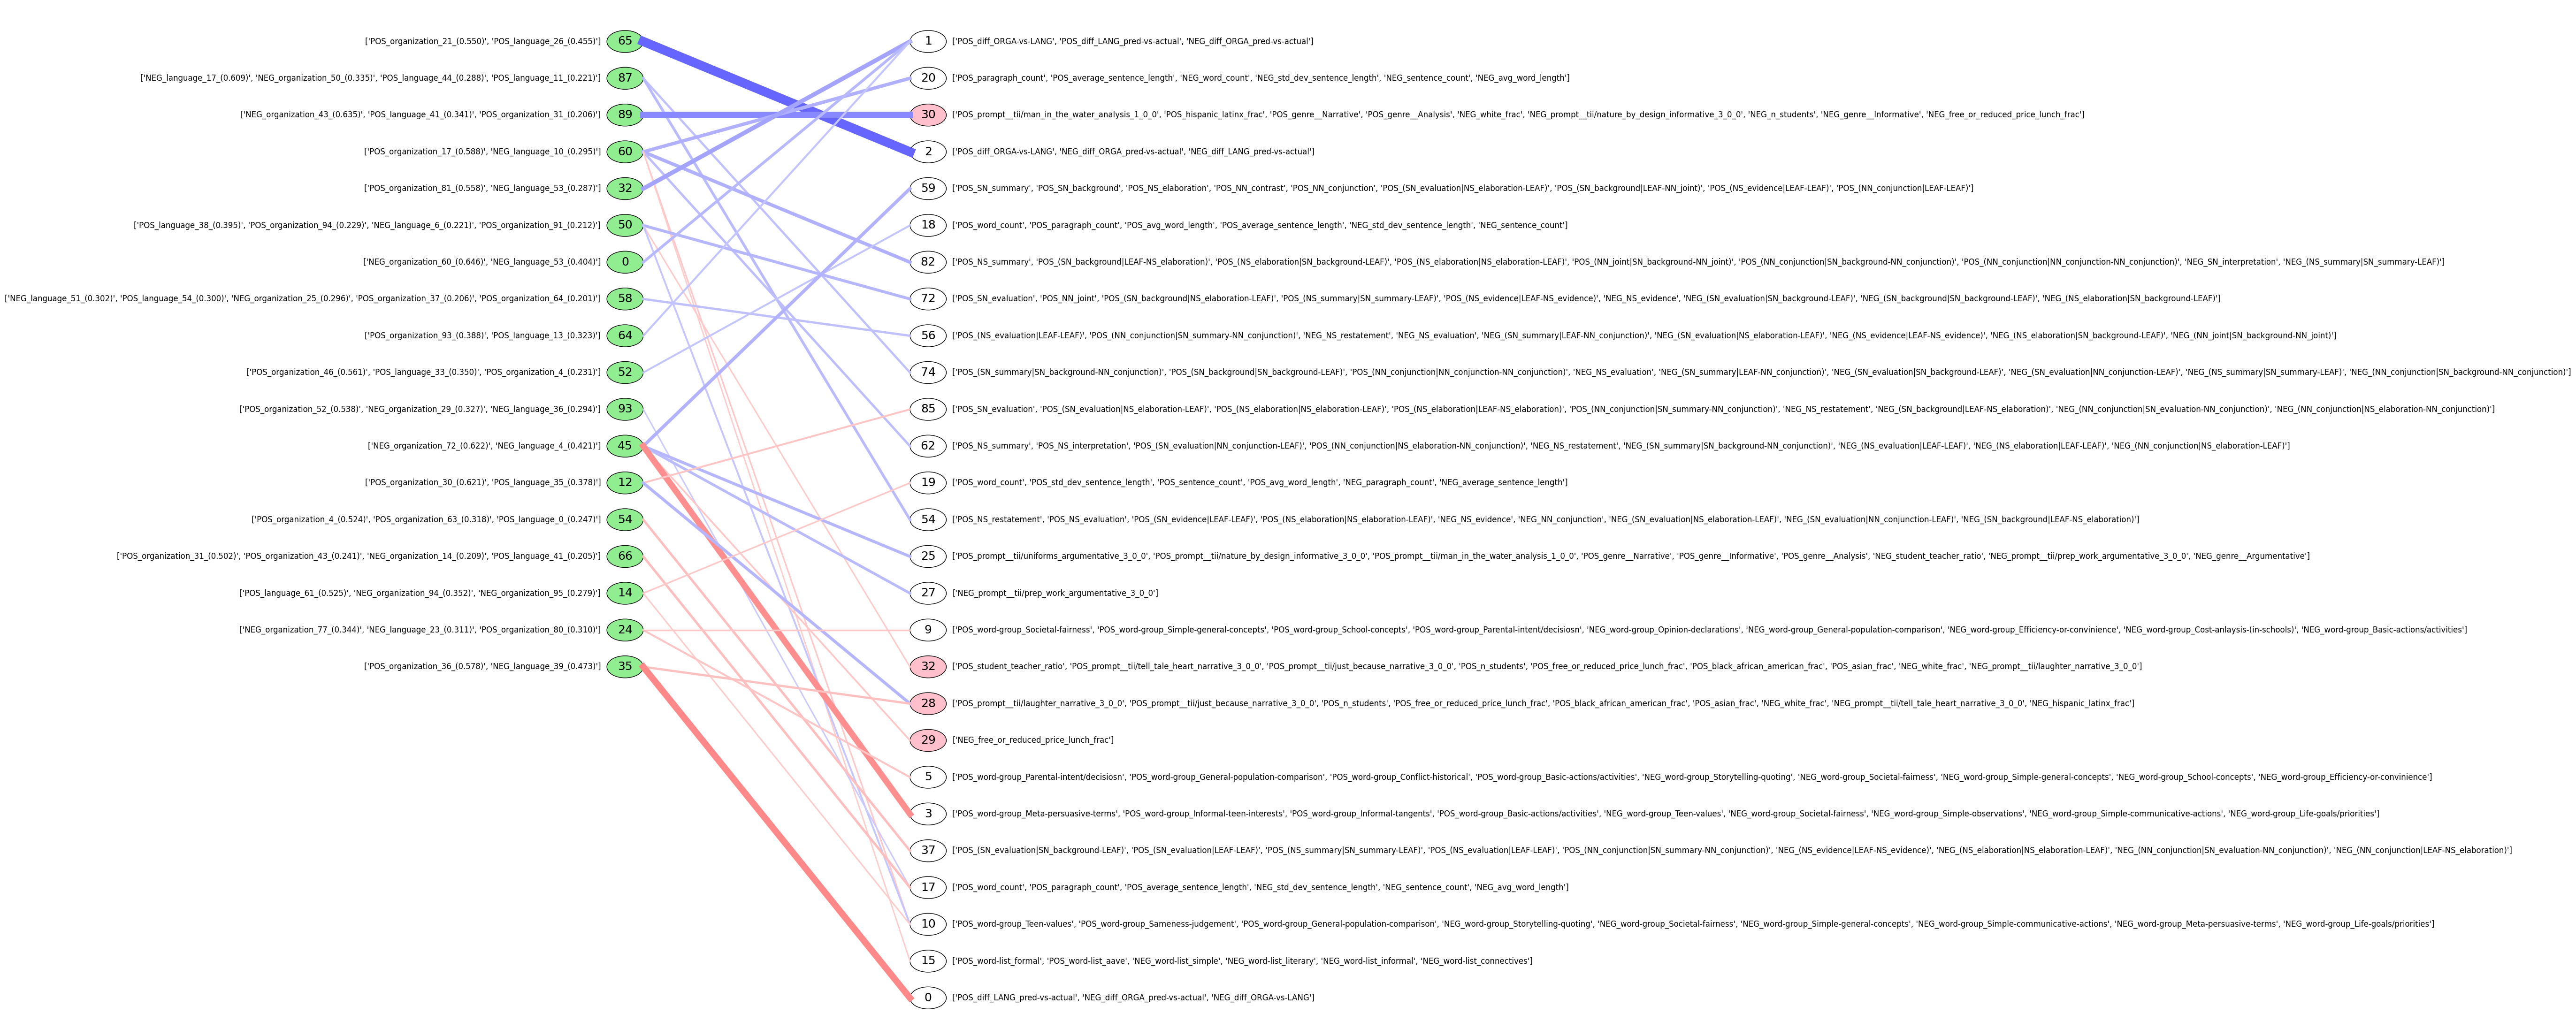 ['POS_organization_21_(0.550)', 'POS_language_26_(0.455)'] 65 1 ['POS_diff_ORGA-vs-LANG', 'POS_diff_LANG_pred-vs-actual', 'NEG_diff_ORGA_pred-vs-actual']
['NEG_language_17_(0.609)', 'NEG_organization_50_(0.335)', 'POS_language_44_(0.288)', 'POS_language_11_(0.221)'] 87 20 ['POS_paragraph_count', 'POS_average_sentence_length', 'NEG_word_count', 'NEG_std_dev_sentence_length', 'NEG_sentence_count', 'NEG_avg_word_length']
['NEG_organization_43_(0.635)', 'POS_language_41_(0.341)', 'POS_organization_31_(0.206)'] 89 30 ['POS_prompt__tii/man_in_the_water_analysis_1_0_0', 'POS_hispanic_latinx_frac', 'POS_genre__Narrative', 'POS_genre__Analysis', 'NEG_white_frac', 'NEG_prompt__tii/nature_by_design_informative_3_0_0', 'NEG_n_students', 'NEG_genre__Informative', 'NEG_free_or_reduced_price_lunch_frac']
['POS_organization_17_(0.588)', 'NEG_language_10_(0.295)'] 60 2 ['POS_diff_ORGA-vs-LANG', 'NEG_diff_ORGA_pred-vs-actual', 'NEG_diff_LANG_pred-vs-actual']
['POS_organization_81_(0.558)', 'NEG_language_53_(0.287)'] 32 59 ['POS_SN_summary', 'POS_SN_background', 'POS_NS_elaboration', 'POS_NN_contrast', 'POS_NN_conjunction', 'POS_(SN_evaluation|NS_elaboration-LEAF)', 'POS_(SN_background|LEAF-NN_joint)', 'POS_(NS_evidence|LEAF-LEAF)', 'POS_(NN_conjunction|LEAF-LEAF)']
['POS_language_38_(0.395)', 'POS_organization_94_(0.229)', 'NEG_language_6_(0.221)', 'POS_organization_91_(0.212)'] 50 18 ['POS_word_count', 'POS_paragraph_count', 'POS_avg_word_length', 'POS_average_sentence_length', 'NEG_std_dev_sentence_length', 'NEG_sentence_count']
['NEG_organization_60_(0.646)', 'NEG_language_53_(0.404)'] 0 82 ['POS_NS_summary', 'POS_(SN_background|LEAF-NS_elaboration)', 'POS_(NS_elaboration|SN_background-LEAF)', 'POS_(NS_elaboration|NS_elaboration-LEAF)', 'POS_(NN_joint|SN_background-NN_joint)', 'POS_(NN_conjunction|SN_background-NN_conjunction)', 'POS_(NN_conjunction|NN_conjunction-NN_conjunction)', 'NEG_SN_interpretation', 'NEG_(NS_summary|SN_summary-LEAF)']
['NEG_language_51_(0.302)', 'POS_language_54_(0.300)', 'NEG_organization_25_(0.296)', 'POS_organization_37_(0.206)', 'POS_organization_64_(0.201)'] 58 72 ['POS_SN_evaluation', 'POS_NN_joint', 'POS_(SN_background|NS_elaboration-LEAF)', 'POS_(NS_summary|SN_summary-LEAF)', 'POS_(NS_evidence|LEAF-NS_evidence)', 'NEG_NS_evidence', 'NEG_(SN_evaluation|SN_background-LEAF)', 'NEG_(SN_background|SN_background-LEAF)', 'NEG_(NS_elaboration|SN_background-LEAF)']
['POS_organization_93_(0.388)', 'POS_language_13_(0.323)'] 64 56 ['POS_(NS_evaluation|LEAF-LEAF)', 'POS_(NN_conjunction|SN_summary-NN_conjunction)', 'NEG_NS_restatement', 'NEG_NS_evaluation', 'NEG_(SN_summary|LEAF-NN_conjunction)', 'NEG_(SN_evaluation|NS_elaboration-LEAF)', 'NEG_(NS_evidence|LEAF-NS_evidence)', 'NEG_(NS_elaboration|SN_background-LEAF)', 'NEG_(NN_joint|SN_background-NN_joint)']
['POS_organization_46_(0.561)', 'POS_language_33_(0.350)', 'POS_organization_4_(0.231)'] 52 74 ['POS_(SN_summary|SN_background-NN_conjunction)', 'POS_(SN_background|SN_background-LEAF)', 'POS_(NN_conjunction|NN_conjunction-NN_conjunction)', 'NEG_NS_evaluation', 'NEG_(SN_summary|LEAF-NN_conjunction)', 'NEG_(SN_evaluation|SN_background-LEAF)', 'NEG_(SN_evaluation|NN_conjunction-LEAF)', 'NEG_(NS_summary|SN_summary-LEAF)', 'NEG_(NN_conjunction|SN_background-NN_conjunction)']
['POS_organization_52_(0.538)', 'NEG_organization_29_(0.327)', 'NEG_language_36_(0.294)'] 93 85 ['POS_SN_evaluation', 'POS_(SN_evaluation|NS_elaboration-LEAF)', 'POS_(NS_elaboration|NS_elaboration-LEAF)', 'POS_(NS_elaboration|LEAF-NS_elaboration)', 'POS_(NN_conjunction|SN_summary-NN_conjunction)', 'NEG_NS_restatement', 'NEG_(SN_background|LEAF-NS_elaboration)', 'NEG_(NN_conjunction|SN_evaluation-NN_conjunction)', 'NEG_(NN_conjunction|NS_elaboration-NN_conjunction)']
['NEG_organization_72_(0.622)', 'NEG_language_4_(0.421)'] 45 62 ['POS_NS_summary', 'POS_NS_interpretation', 'POS_(SN_evaluation|NN_conjunction-LEAF)', 'POS_(NN_conjunction|NS_elaboration-NN_conjunction)', 'NEG_NS_restatement', 'NEG_(SN_summary|SN_background-NN_conjunction)', 'NEG_(NS_evaluation|LEAF-LEAF)', 'NEG_(NS_elaboration|LEAF-LEAF)', 'NEG_(NN_conjunction|NS_elaboration-LEAF)']
['POS_organization_30_(0.621)', 'POS_language_35_(0.378)'] 12 19 ['POS_word_count', 'POS_std_dev_sentence_length', 'POS_sentence_count', 'POS_avg_word_length', 'NEG_paragraph_count', 'NEG_average_sentence_length']
['POS_organization_4_(0.524)', 'POS_organization_63_(0.318)', 'POS_language_0_(0.247)'] 54 54 ['POS_NS_restatement', 'POS_NS_evaluation', 'POS_(SN_evidence|LEAF-LEAF)', 'POS_(NS_elaboration|NS_elaboration-LEAF)', 'NEG_NS_evidence', 'NEG_NN_conjunction', 'NEG_(SN_evaluation|NS_elaboration-LEAF)', 'NEG_(SN_evaluation|NN_conjunction-LEAF)', 'NEG_(SN_background|LEAF-NS_elaboration)']
['POS_organization_31_(0.502)', 'POS_organization_43_(0.241)', 'NEG_organization_14_(0.209)', 'POS_language_41_(0.205)'] 66 25 ['POS_prompt__tii/uniforms_argumentative_3_0_0', 'POS_prompt__tii/nature_by_design_informative_3_0_0', 'POS_prompt__tii/man_in_the_water_analysis_1_0_0', 'POS_genre__Narrative', 'POS_genre__Informative', 'POS_genre__Analysis', 'NEG_student_teacher_ratio', 'NEG_prompt__tii/prep_work_argumentative_3_0_0', 'NEG_genre__Argumentative']
['POS_language_61_(0.525)', 'NEG_organization_94_(0.352)', 'NEG_organization_95_(0.279)'] 14 27 ['NEG_prompt__tii/prep_work_argumentative_3_0_0']
['NEG_organization_77_(0.344)', 'NEG_language_23_(0.311)', 'POS_organization_80_(0.310)'] 24 9 ['POS_word-group_Societal-fairness', 'POS_word-group_Simple-general-concepts', 'POS_word-group_School-concepts', 'POS_word-group_Parental-intent/decisiosn', 'NEG_word-group_Opinion-declarations', 'NEG_word-group_General-population-comparison', 'NEG_word-group_Efficiency-or-convinience', 'NEG_word-group_Cost-anlaysis-(in-schools)', 'NEG_word-group_Basic-actions/activities']
['POS_organization_36_(0.578)', 'NEG_language_39_(0.473)'] 35 32 ['POS_student_teacher_ratio', 'POS_prompt__tii/tell_tale_heart_narrative_3_0_0', 'POS_prompt__tii/just_because_narrative_3_0_0', 'POS_n_students', 'POS_free_or_reduced_price_lunch_frac', 'POS_black_african_american_frac', 'POS_asian_frac', 'NEG_white_frac', 'NEG_prompt__tii/laughter_narrative_3_0_0']
28 ['POS_prompt__tii/laughter_narrative_3_0_0', 'POS_prompt__tii/just_because_narrative_3_0_0', 'POS_n_students', 'POS_free_or_reduced_price_lunch_frac', 'POS_black_african_american_frac', 'POS_asian_frac', 'NEG_white_frac', 'NEG_prompt__tii/tell_tale_heart_narrative_3_0_0', 'NEG_hispanic_latinx_frac']
29 ['NEG_free_or_reduced_price_lunch_frac']
5 ['POS_word-group_Parental-intent/decisiosn', 'POS_word-group_General-population-comparison', 'POS_word-group_Conflict-historical', 'POS_word-group_Basic-actions/activities', 'NEG_word-group_Storytelling-quoting', 'NEG_word-group_Societal-fairness', 'NEG_word-group_Simple-general-concepts', 'NEG_word-group_School-concepts', 'NEG_word-group_Efficiency-or-convinience']
3 ['POS_word-group_Meta-persuasive-terms', 'POS_word-group_Informal-teen-interests', 'POS_word-group_Informal-tangents', 'POS_word-group_Basic-actions/activities', 'NEG_word-group_Teen-values', 'NEG_word-group_Societal-fairness', 'NEG_word-group_Simple-observations', 'NEG_word-group_Simple-communicative-actions', 'NEG_word-group_Life-goals/priorities']
37 ['POS_(SN_evaluation|SN_background-LEAF)', 'POS_(SN_evaluation|LEAF-LEAF)', 'POS_(NS_summary|SN_summary-LEAF)', 'POS_(NS_evaluation|LEAF-LEAF)', 'POS_(NN_conjunction|SN_summary-NN_conjunction)', 'NEG_(NS_evidence|LEAF-NS_evidence)', 'NEG_(NS_elaboration|NS_elaboration-LEAF)', 'NEG_(NN_conjunction|SN_evaluation-NN_conjunction)', 'NEG_(NN_conjunction|LEAF-NS_elaboration)']
17 ['POS_word_count', 'POS_paragraph_count', 'POS_average_sentence_length', 'NEG_std_dev_sentence_length', 'NEG_sentence_count', 'NEG_avg_word_length']
10 ['POS_word-group_Teen-values', 'POS_word-group_Sameness-judgement', 'POS_word-group_General-population-comparison', 'NEG_word-group_Storytelling-quoting', 'NEG_word-group_Societal-fairness', 'NEG_word-group_Simple-general-concepts', 'NEG_word-group_Simple-communicative-actions', 'NEG_word-group_Meta-persuasive-terms', 'NEG_word-group_Life-goals/priorities']
15 ['POS_word-list_formal', 'POS_word-list_aave', 'NEG_word-list_simple', 'NEG_word-list_literary', 'NEG_word-list_informal', 'NEG_word-list_connectives']
0 ['POS_diff_LANG_pred-vs-actual', 'NEG_diff_ORGA_pred-vs-actual', 'NEG_diff_ORGA-vs-LANG']